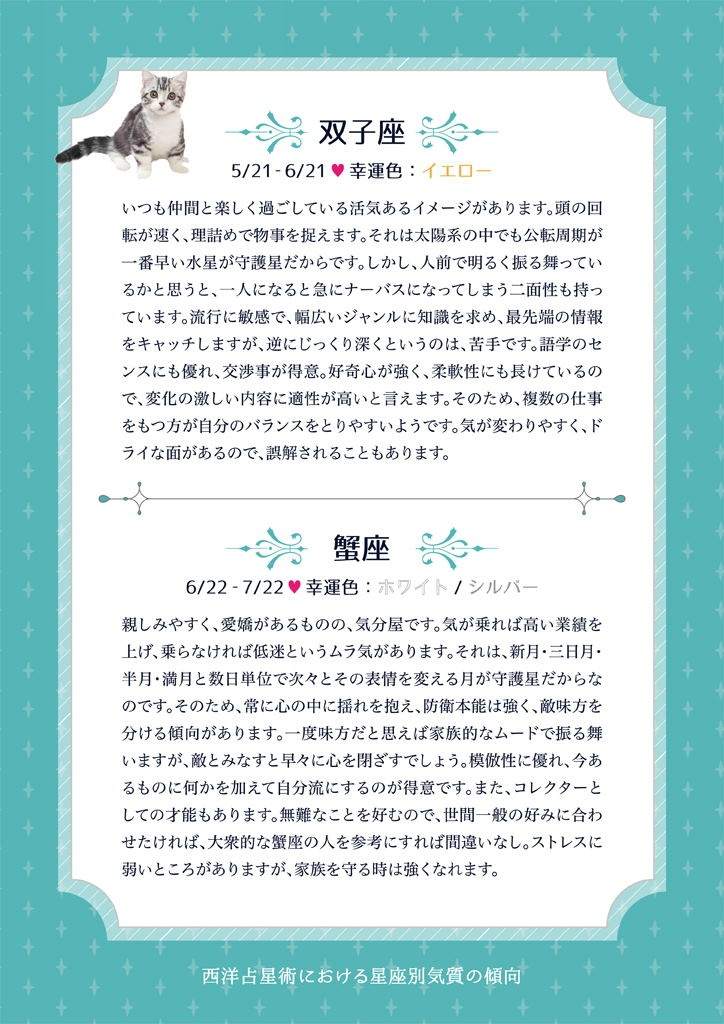 双子座
5/21 - 6/21♥幸運色：イエロー
いつも仲間と楽しく過ごしている活気あるイメージがあります。頭の回
転が速く、理詰めで物事を捉えます。それは太陽系の中でも公転周期が
一番早い水星が守護星だからです。しかし、人前で明るく振る舞ってい
るかと思うと、一人になると急にナーバスになってしまう二面性も持っ
ています。流行に敏感で、幅広いジャンルに知識を求め、最先端の情報
をキャッチしますが、逆にじっくり深くというのは、苦手です。語学のセ
ンスにも優れ、交渉事が得意。好奇心が強く、柔軟性にも長けているの
で、変化の激しい内容に適性が高いと言えます。そのため、複数の仕事
をもつ方が自分のバランスをとりやすいようです。気が変わりやすく、ド
ライな面があるので、誤解されることもあります。
蟹座
6/22 - 7/22♥幸運色：ホワイト / シルバー
親しみやすく、愛嬌があるものの、気分屋です。気が乗れば高い業績を
上げ、乗らなければ低迷というムラ気があります。それは、新月・三日月・
半月・満月と数日単位で次々とその表情を変える月が守護星だからな
のです。そのため、常に心の中に揺れを抱え、防衛本能は強く、敵味方を
分ける傾向があります。一度味方だと思えば家族的なムードで振る舞
いますが、敵とみなすと早々に心を閉ざすでしょう。模倣性に優れ、今あ
るものに何かを加えて自分流にするのが得意です。また、コレクターと
しての才能もあります。無難なことを好むので、世間一般の好みに合わ
せたければ、大衆的な蟹座の人を参考にすれば間違いなし。ストレスに
弱いところがありますが、家族を守る時は強くなれます。
西洋占星術における星座別気質の傾向